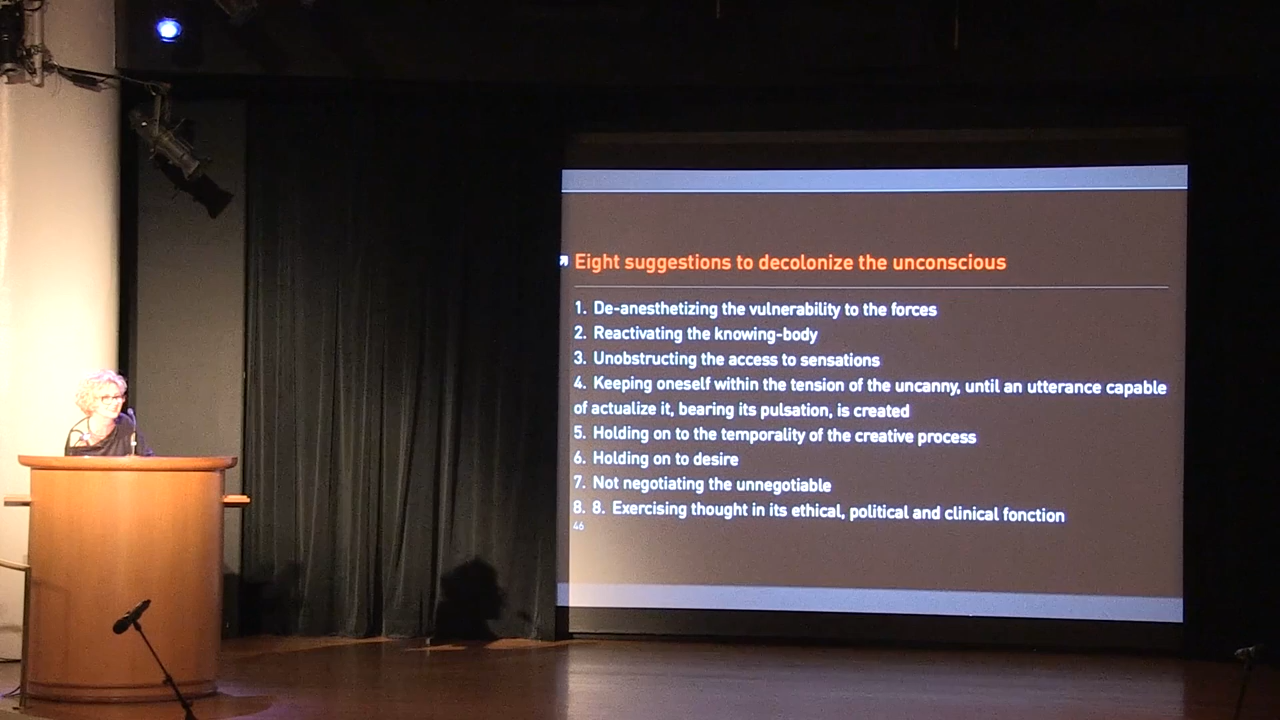 Eight suggestions to decolonize the unconscious
1. De-anesthetizing the vulnerability to the forces
2. Reactivating the knowing-body
3. Unobstructing the access to sensations
4. Keeping oneself within the tension of the uncanny, until an utterance capable
of actualize it, bearing its pulsation, is created
5. Holding on to the temporality of the creative process
6. Holding on to desire
7. Not negotiating the unnegotiable
8. 8. Exercising thought in its ethical, political and clinical fonction
46